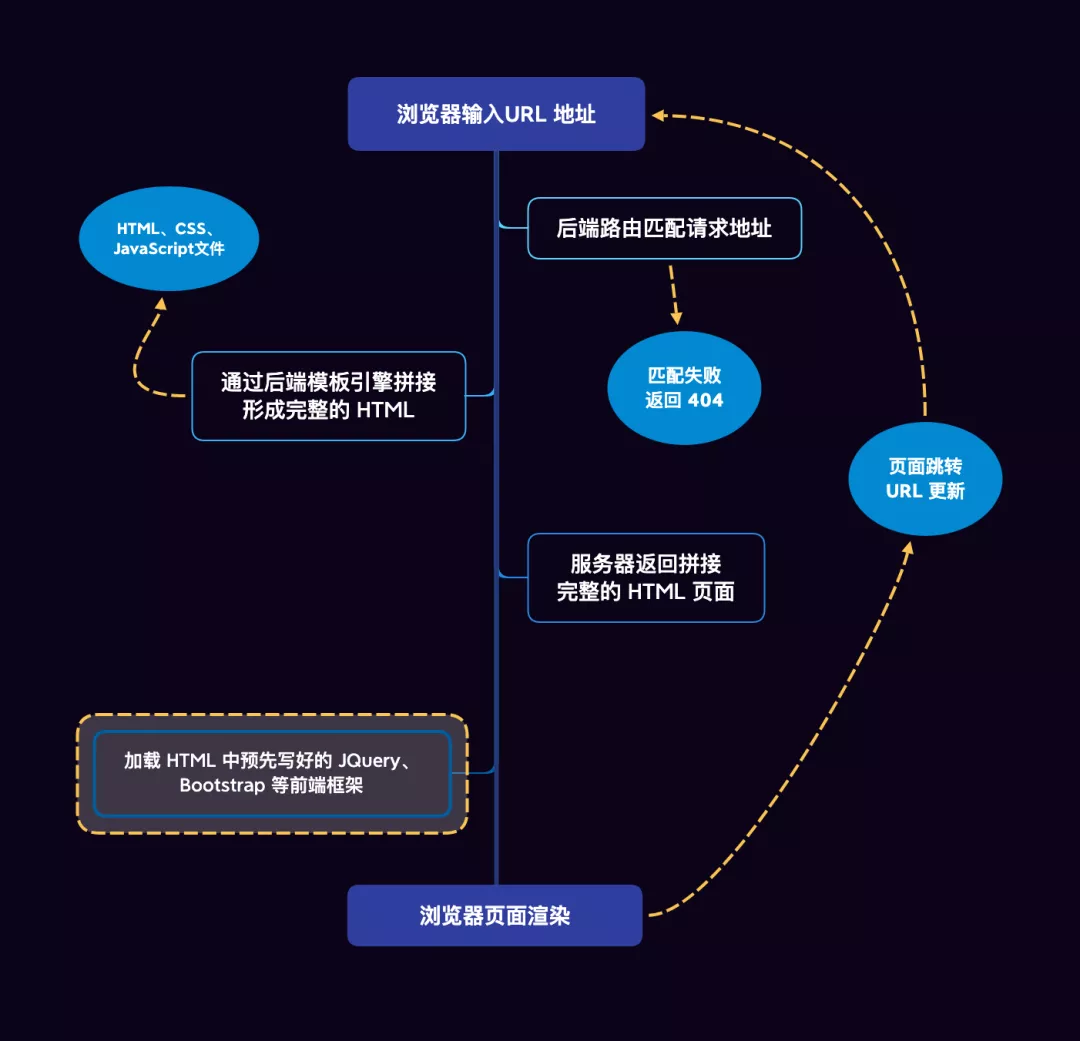 浏览器输入URL 地址
后端路由匹配请求地址
HTML、CSS、
JavaScript文件
通过后端模板引擎拼接
形成完整的 HTML
匹配失败
返回 404
页面跳转
URL 更新
服务器返回拼接
完整的 HTML 页面
加载 HTML 中预先写好的 JQuery、
Bootstrap 等前端框架
浏览器页面渲染